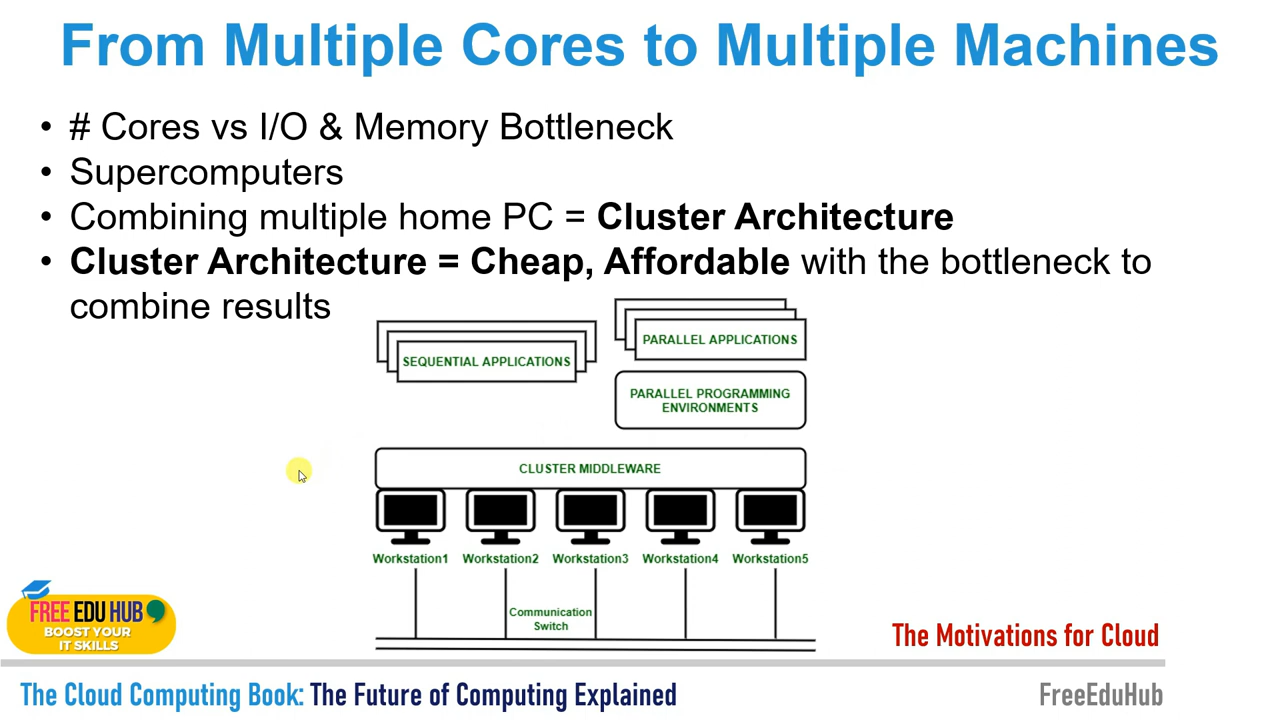 From Multiple Cores to Multiple Machines
• # Cores vs I/O & Memory Bottleneck
• Supercomputers
• Combining multiple home PC = Cluster Architecture
• Cluster Architecture = Cheap, Affordable with the bottleneck to
combine results
SEQUENTIAL APPLICATIONS
PARALLEL APPLICATIONS
PARALLEL PROGRAMMING
ENVIRONMENTS
CLUSTER MIDDLEWARE
Workstation1 Workstation2 Workstation3 Workstation4 Workstation5
Communication
Switch
FREE EDU HUB
BOOST YOUR
IT SKILLS
The Motivations for Cloud
The Cloud Computing Book: The Future of Computing Explained
FreeEduHub